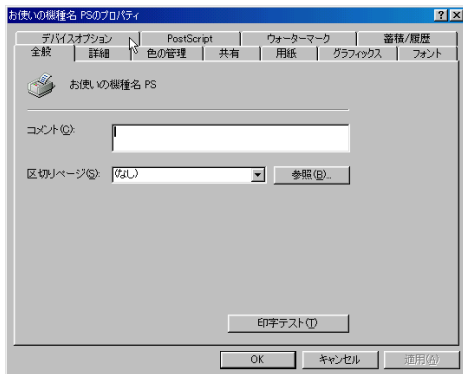 お使いの機種名 PSのプロパティ
デバイスオプション PostScript ウォーターマーク 蓄積/履歴
全般 詳細 色の管理 共有 用紙 グラフィックス フォント
お使いの機種名 PS
コメント(C):
区切りページ(S): (なし) 参照(B)...
印字テスト(T)
OK キャンセル 適用(A)